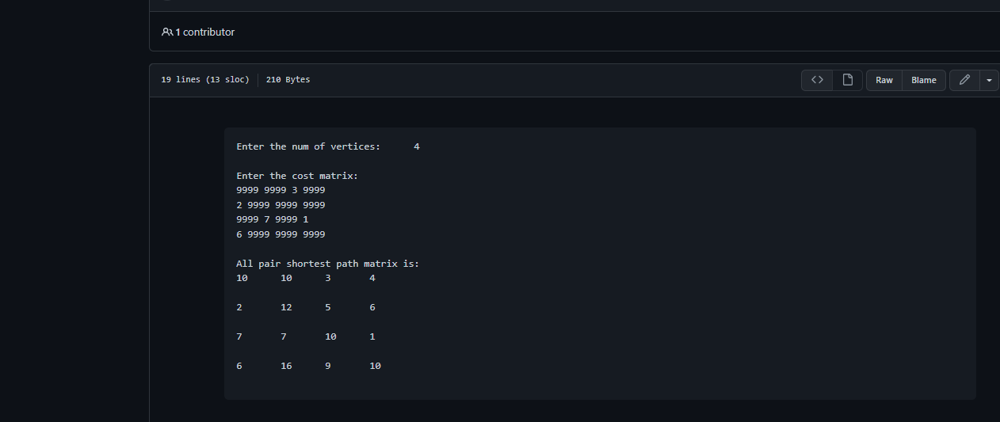 1 contributor
19 lines (13 sloc) 210 Bytes Raw Blame
Enter the num of vertices: 4
Enter the cost matrix:
9999 9999 3 9999
2 9999 9999 9999
9999 7 9999 1
6 9999 9999 9999
All pair shortest path matrix is:
10 10 3 4
2 12 5 6
7 7 10 1
6 16 9 10